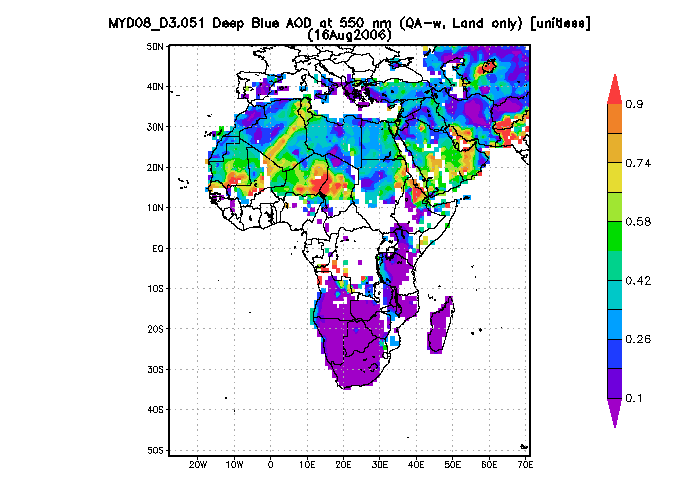 MYD08_D3.051 Deep Blue AOD at 550 nm (QA-w, Land only) [unitless]
(16Aug2006)
50N
40N
30N
20N
10N
EQ
10S
20S
30S
40S
50S
20W 10W 0 10E 20E 30E 40E 50E 60E 70E
0.9
0.74
0.58
0.42
0.26
0.1